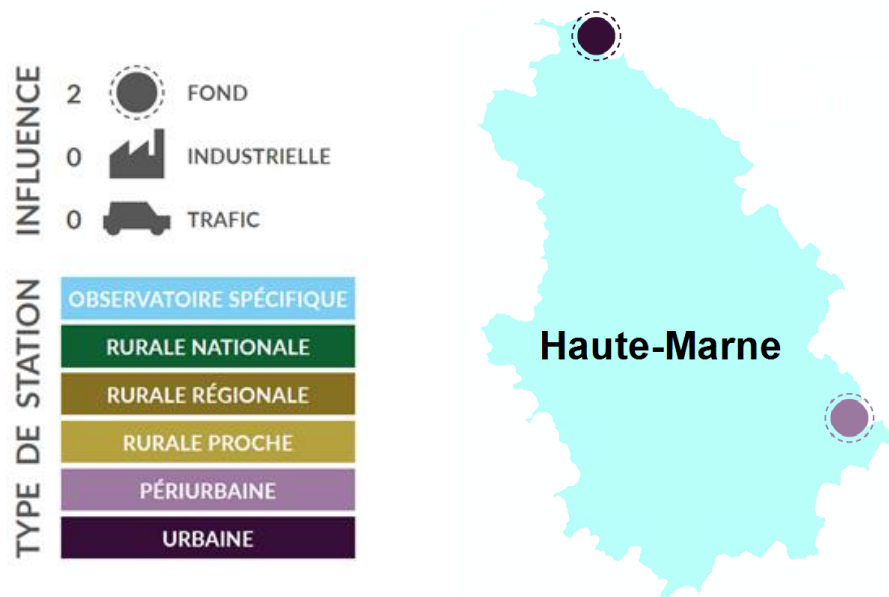 INFLUENCE
2 FOND
0 INDUSTRIELLE
0 TRAFIC
TYPE DE STATION
OBSERVATOIRE SPÉCIFIQUE
RURALE NATIONALE
RURALE RÉGIONALE
RURALE PROCHE
PÉRIURBAINE
URBAINE
Haute-Marne